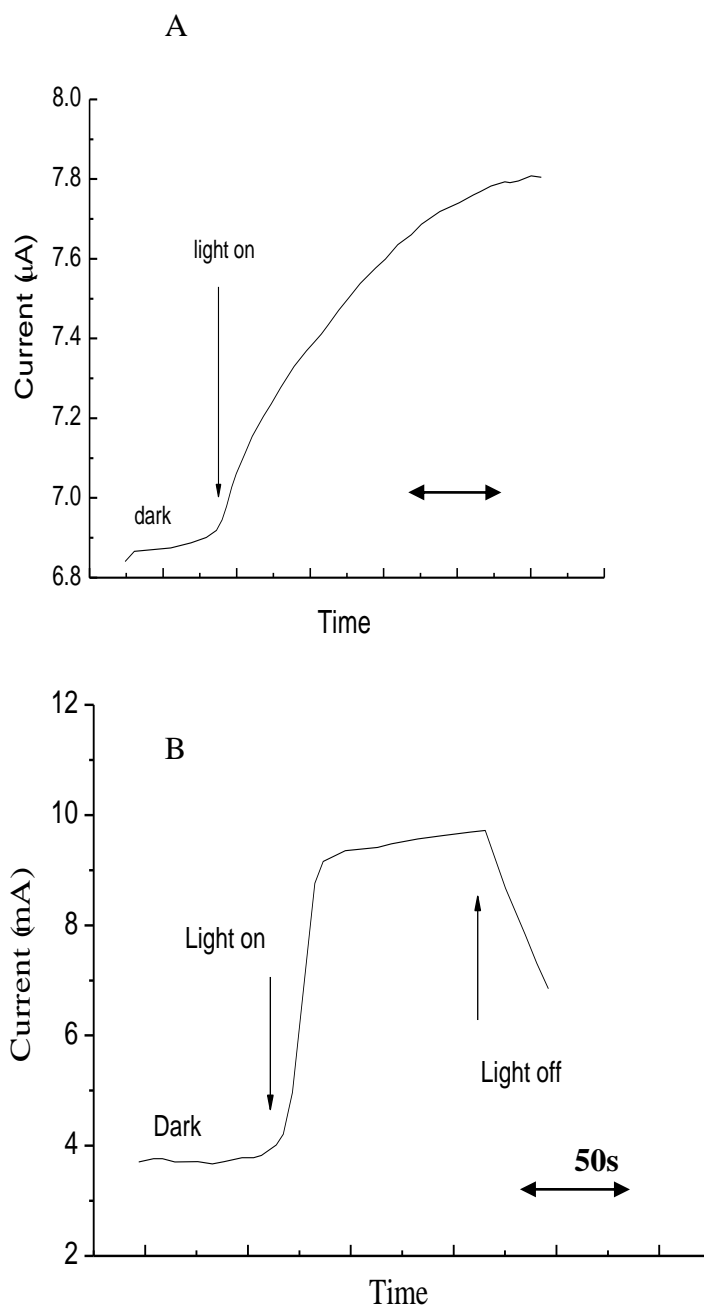 A
8.0
7.8
7.6
7.4
7.2
7.0
6.8
Current (µA)
light on
dark
Time
12
10
8
6
4
2
B
Current (mA)
Light on
Dark
Light off
50s
Time